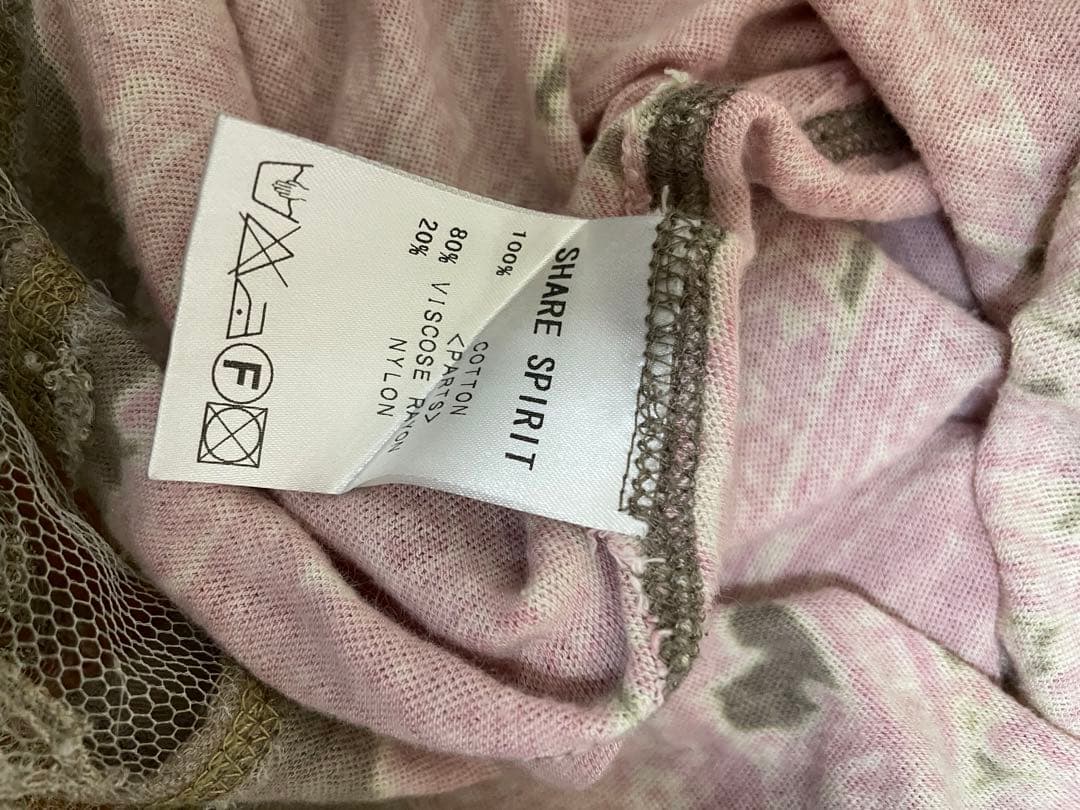 SHARE SPIRIT
100% COTTON
<PARTS>
80% VISCOSE RAYON
20% NYLON
F